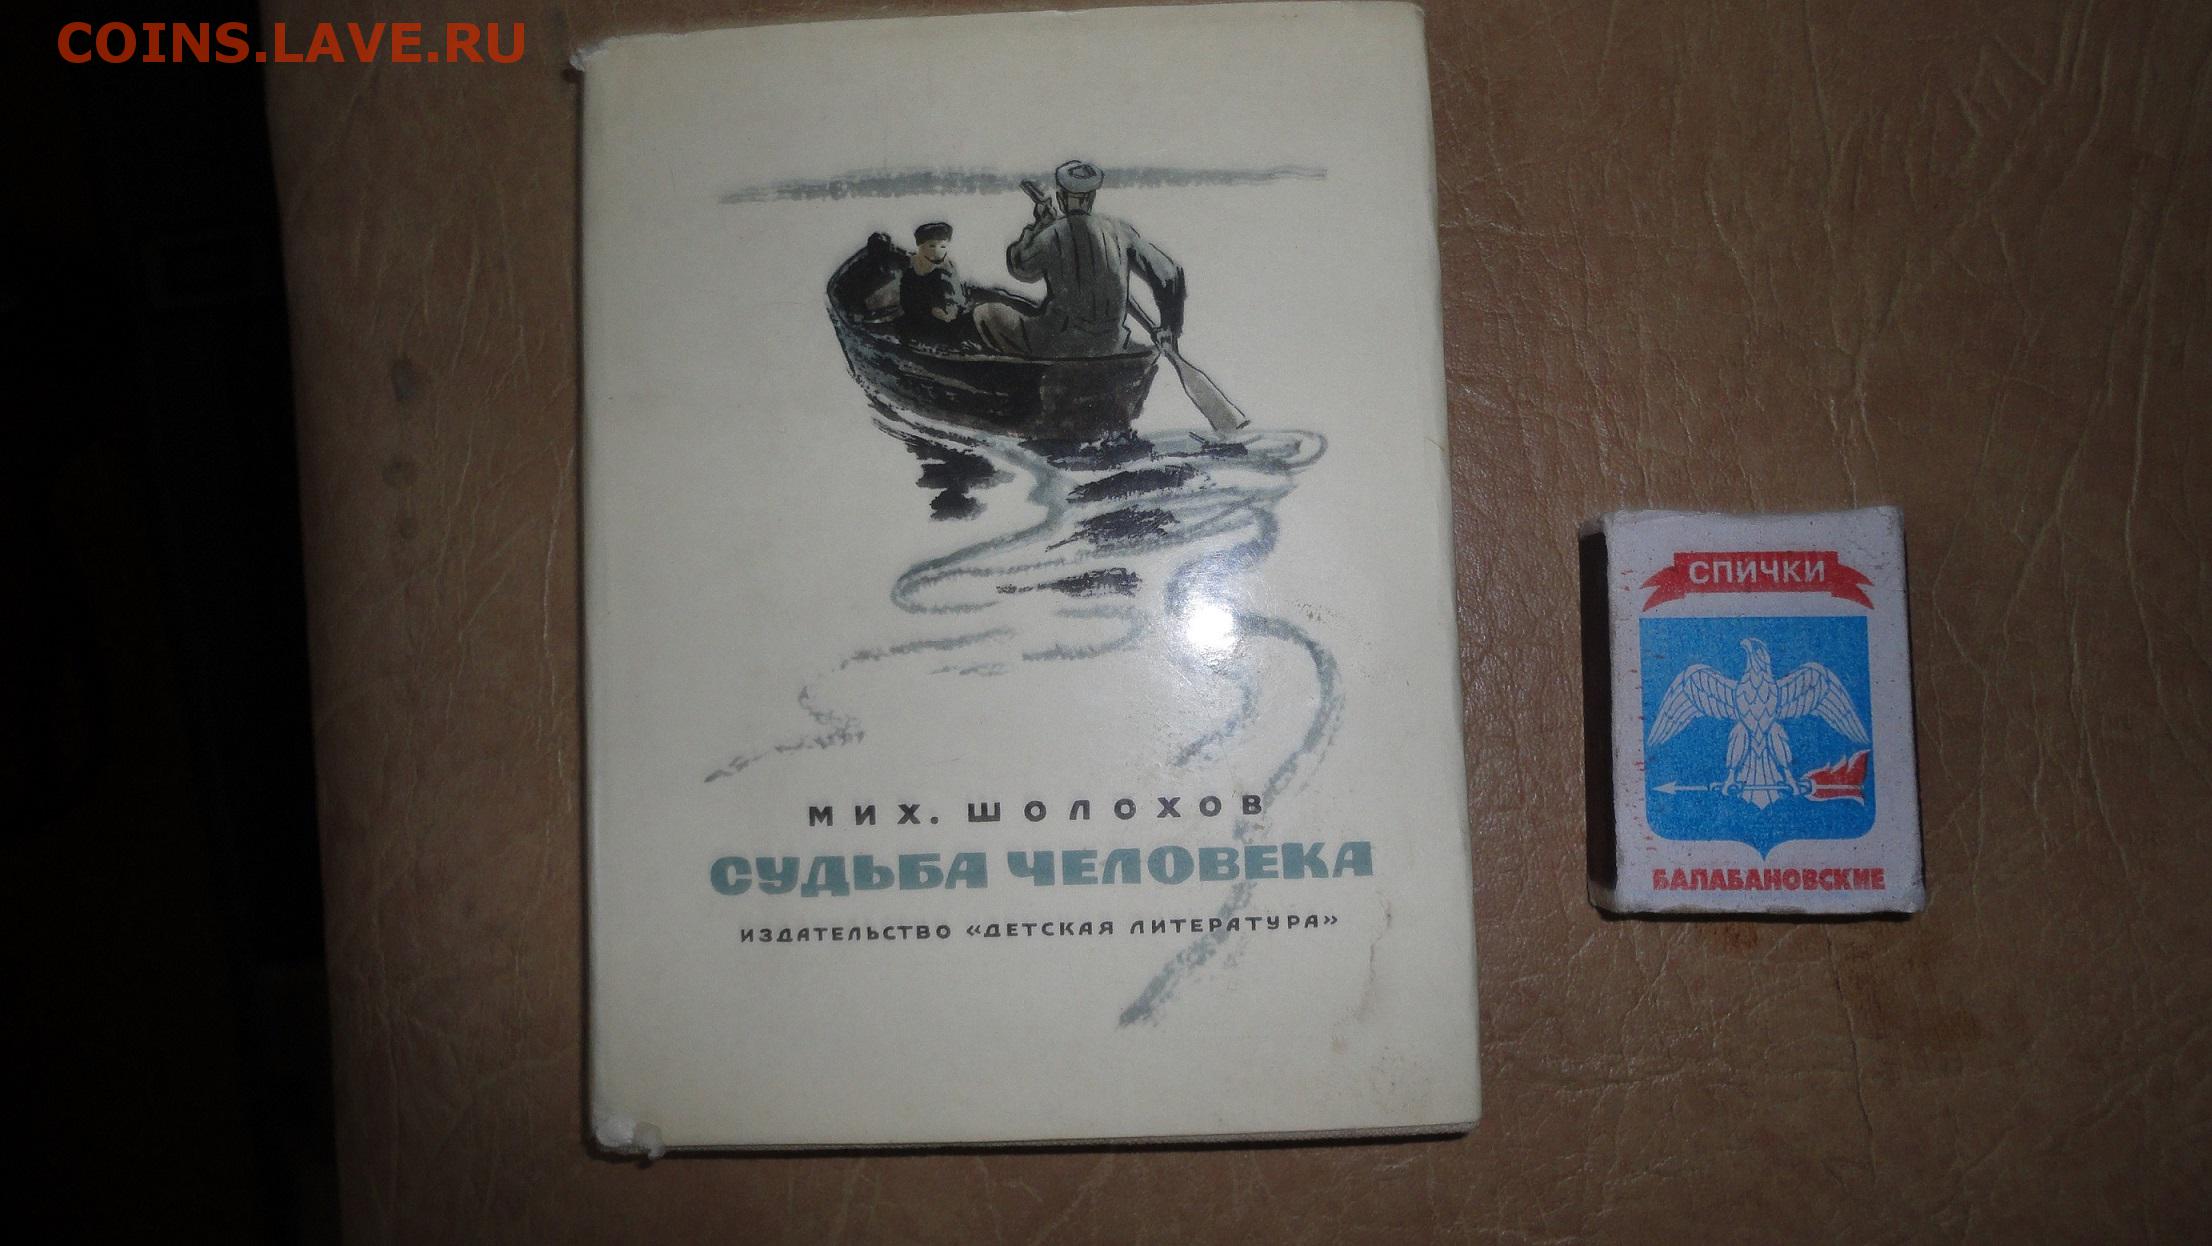 COINS.LAVE.RU
МИХ. ШОЛОХОВ
СУДЬБА ЧЕЛОВЕКА
ИЗДАТЕЛЬСТВО «ДЕТСКАЯ ЛИТЕРАТУРА»
СПИЧКИ
БАЛАБАНОВСКИЕ